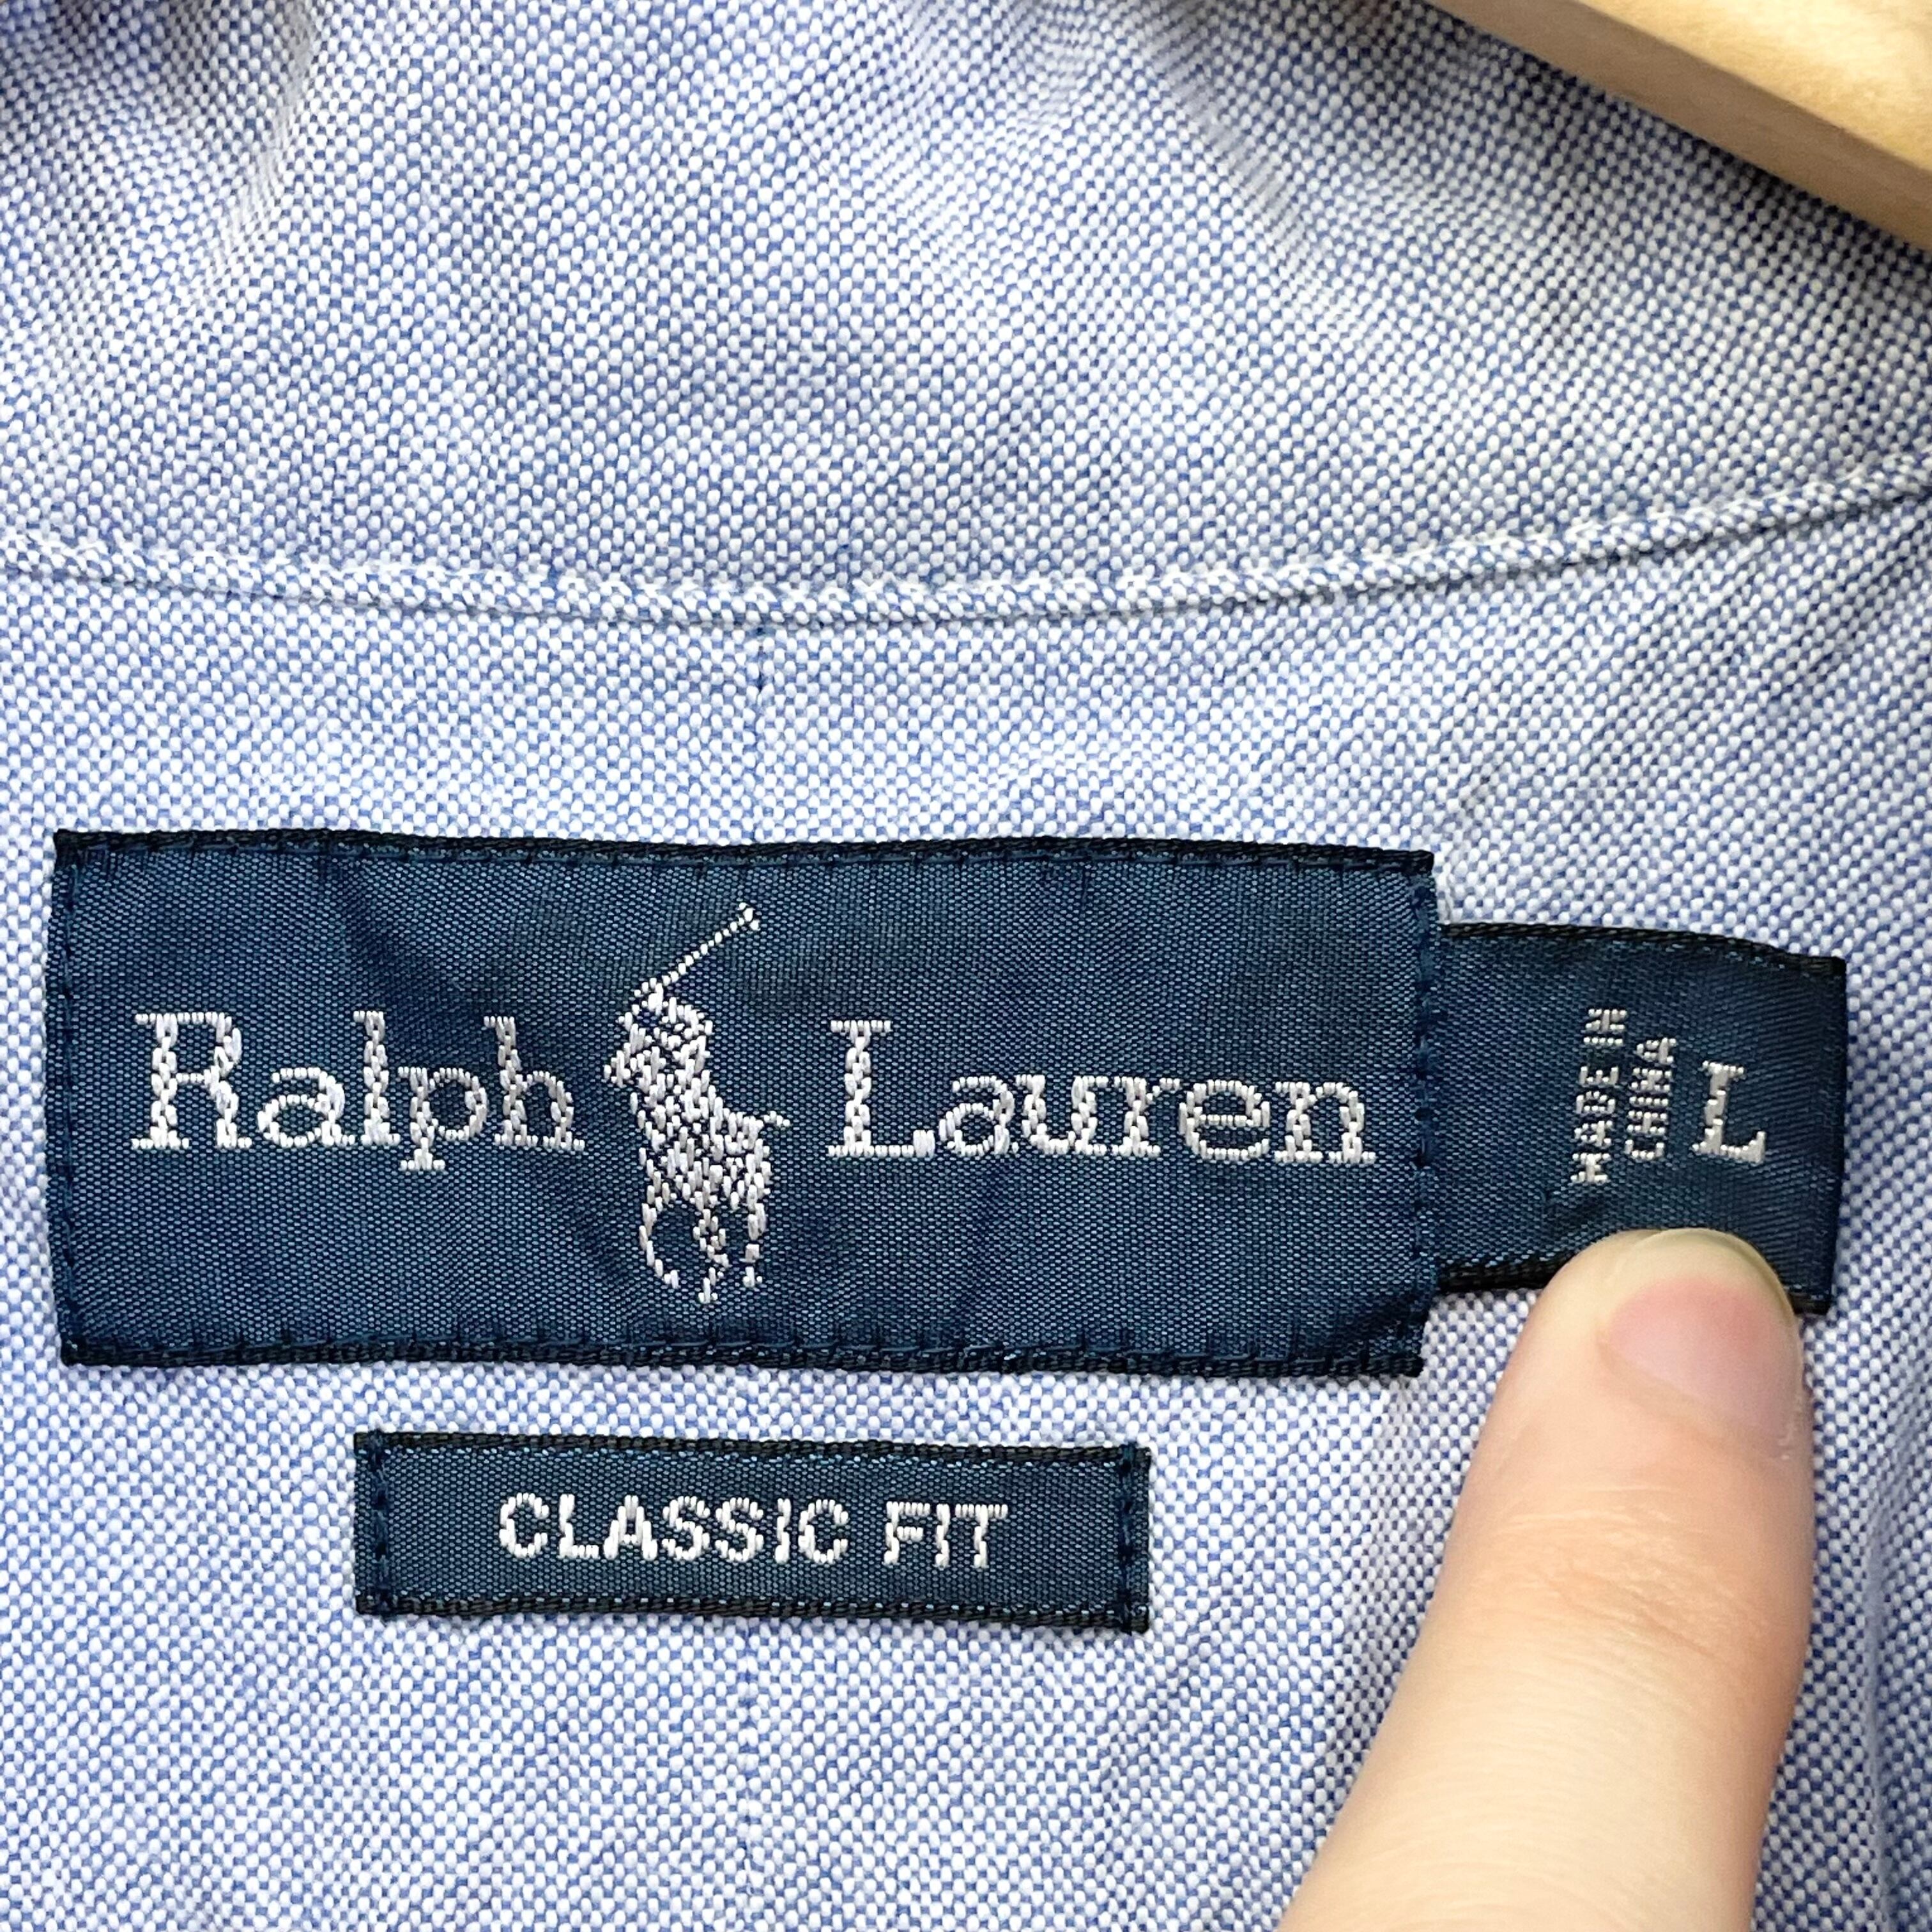 Ralph Lauren
MADE IN
CHINA
L
CLASSIC FIT